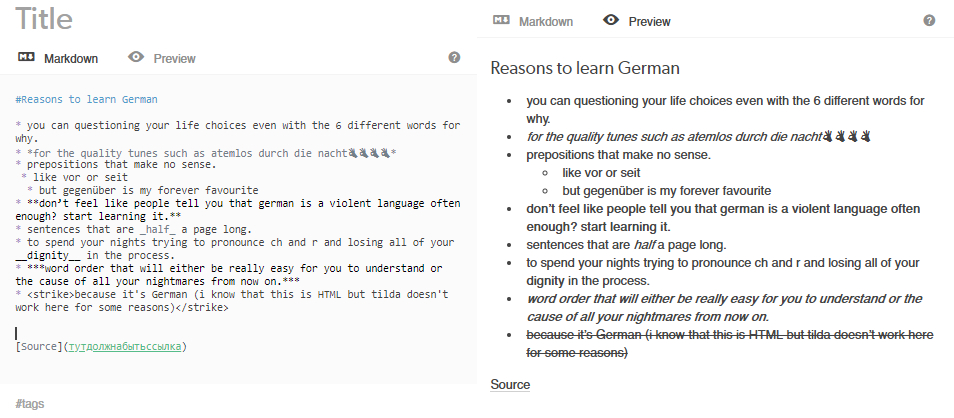 Title
Markdown Preview ?
#Reasons to learn German
* you can questioning your life choices even with the 6 different words for
why.
* *for the quality tunes such as atemlos durch die nacht👋👋👋👋*
* prepositions that make no sense.
* like vor or seit
* but gegenüber is my forever favourite
* **don’t feel like people tell you that german is a violent language often
enough? start learning it.**
* sentences that are _half_ a page long.
* to spend your nights trying to pronounce ch and r and losing all of your
__dignity__ in the process.
* ***word order that will either be really easy for you to understand or
the cause of all your nightmares from now on.***
* <strike>because it's German (i know that this is HTML but tilda doesn't
work here for some reasons)</strike>
[Source](тутдолжнабытьссылка)
#tags
Markdown Preview ?
Reasons to learn German
• you can questioning your life choices even with the 6 different words for
why.
• for the quality tunes such as atemlos durch die nacht👋👋👋👋
• prepositions that make no sense.
◦ like vor or seit
◦ but gegenüber is my forever favourite
• don’t feel like people tell you that german is a violent language often
enough? start learning it.
• sentences that are half a page long.
• to spend your nights trying to pronounce ch and r and losing all of your
dignity in the process.
• word order that will either be really easy for you to understand or the
cause of all your nightmares from now on.
• because it's German (i know that this is HTML but tilda doesn't work here
for some reasons)
Source